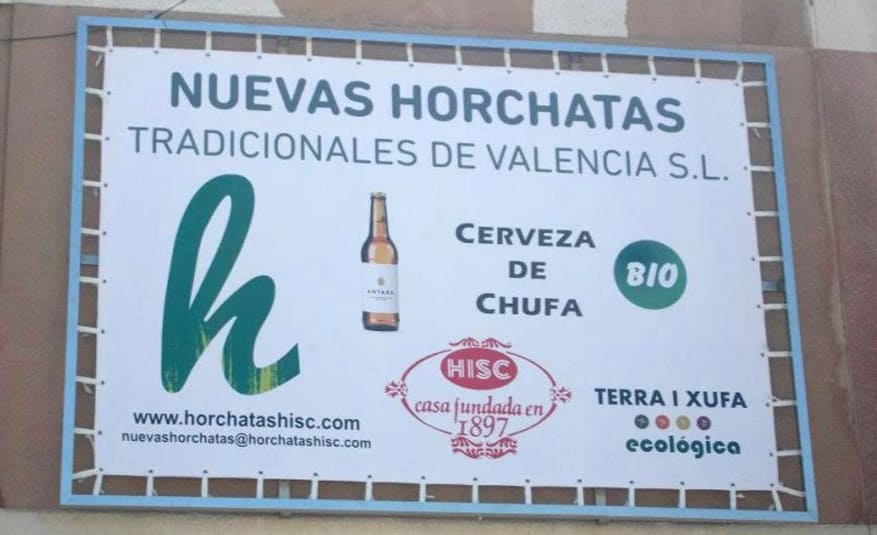 NUEVAS HORCHATAS
TRADICIONALES DE VALENCIA S.L.
h
ANTARA
CERVEZA
DE
CHUFA
BIO
www.horchatashisc.com
nuevashorchatas@horchatashisc.com
HISC
casa fundada en
1897
TERRA I XUFA
ecológica